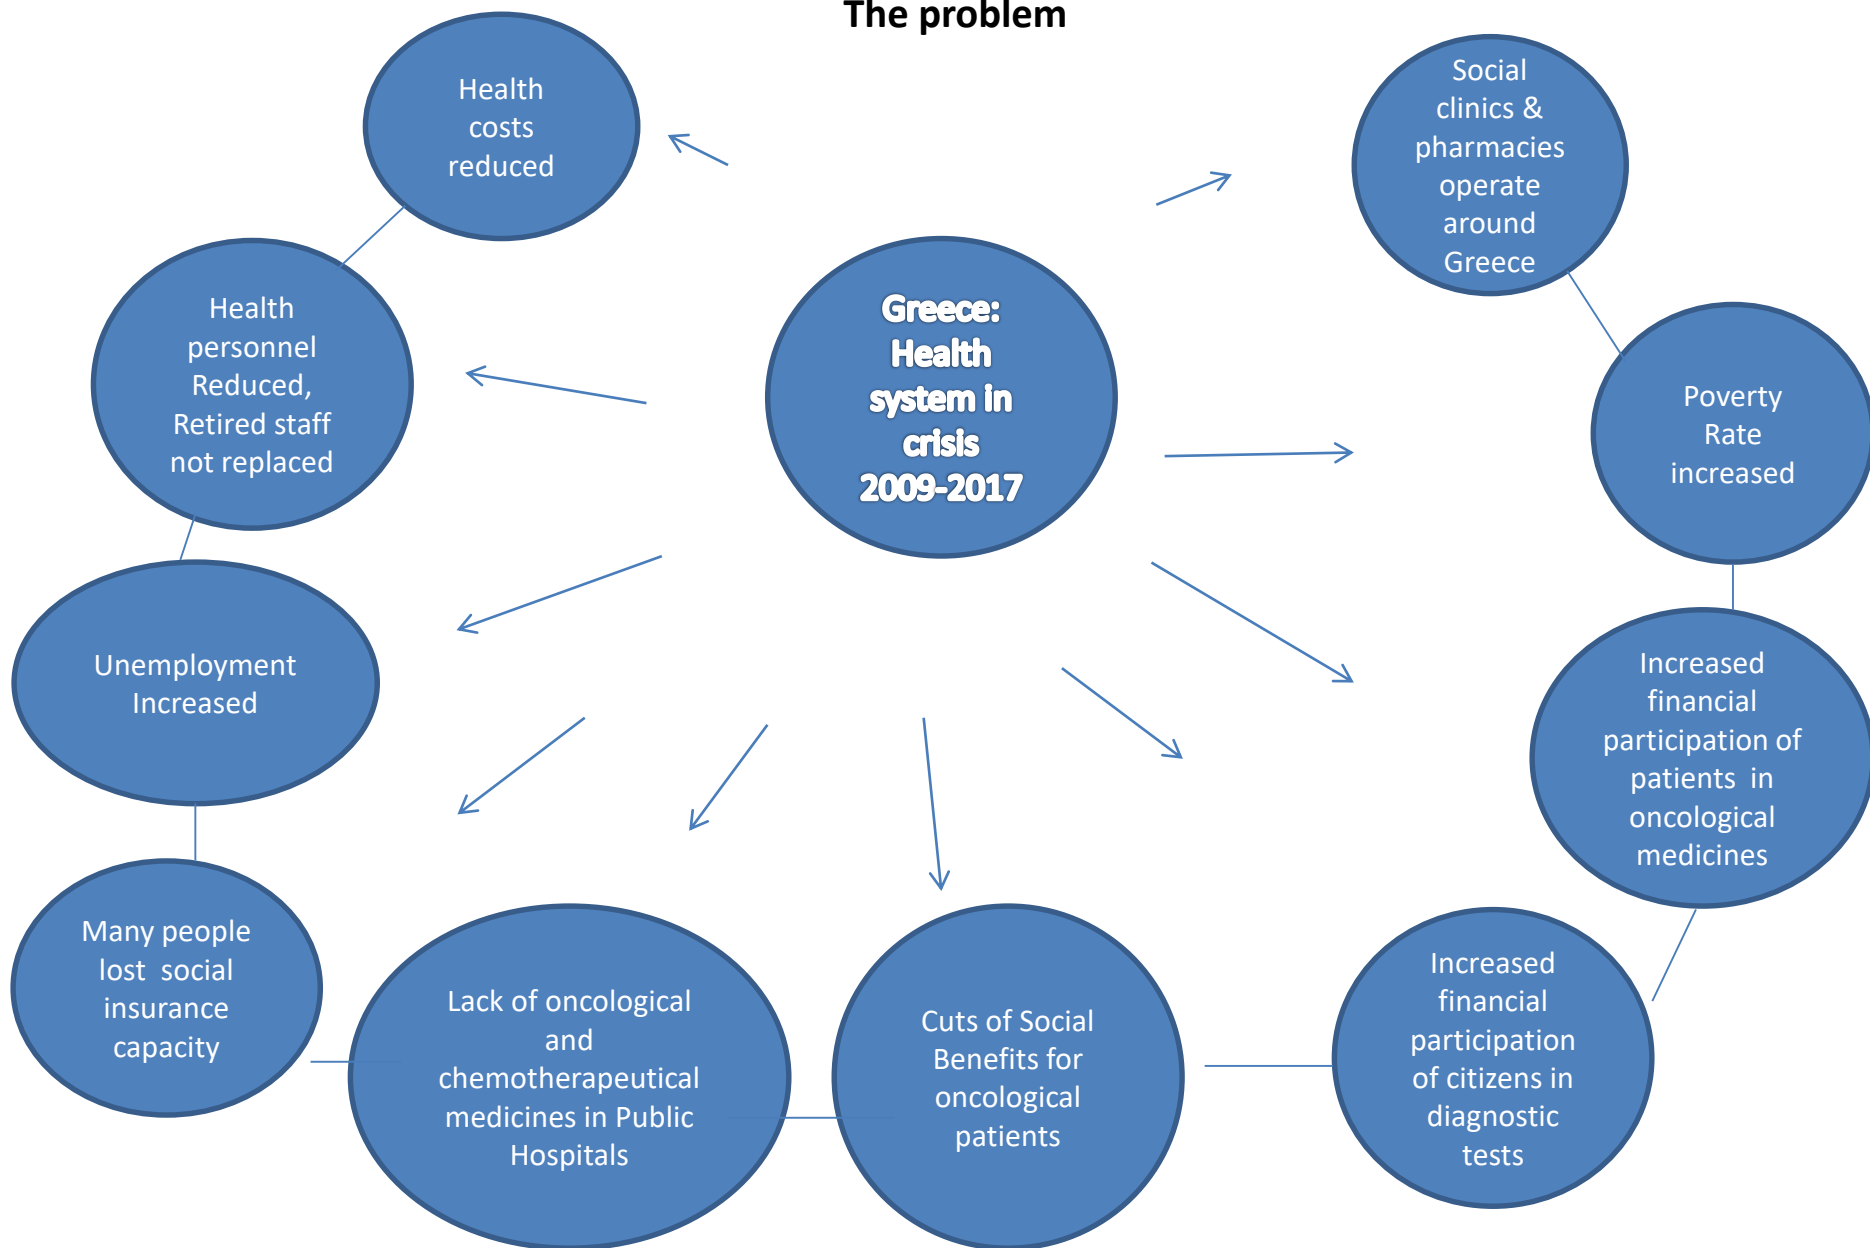 The problem
Health
costs
reduced
Social
clinics &
pharmacies
operate
around
Greece
Greece:
Health
system in
crisis
2009-2017
Health
personnel
Reduced,
Retired staff
not replaced
Poverty
Rate
increased
Unemployment
Increased
Increased
financial
participation of
patients in
oncological
medicines
Many people
lost social
insurance
capacity
Lack of oncological
and
chemotherapeutical
medicines in Public
Hospitals
Cuts of Social
Benefits for
oncological
patients
Increased
financial
participation
of citizens in
diagnostic
tests